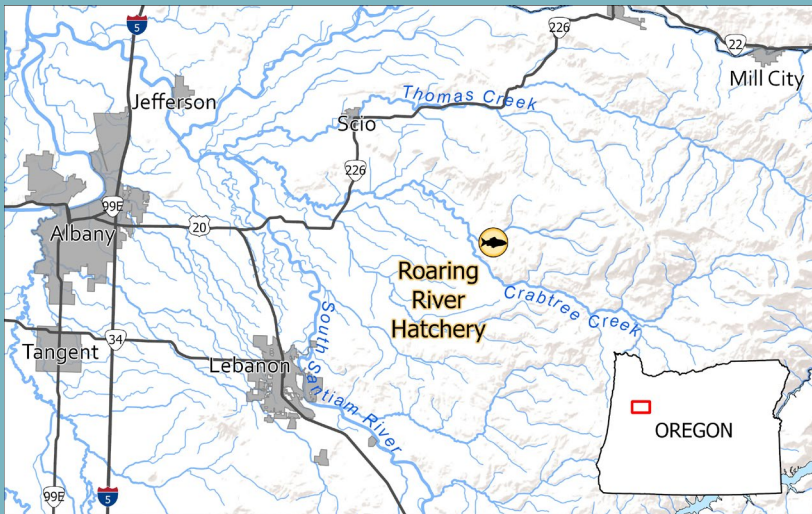 5
226
22
Mill City
Jefferson
Thomas Creek
Scio
226
99E
20
Albany
Roaring
River
Hatchery
Crabtree Creek
South Santiam River
34
Tangent
Lebanon
OREGON
99E
5